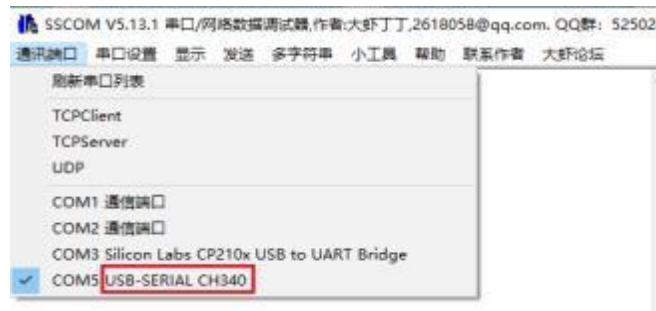 SSCOM V5.13.1 串口/网络数据调试器,作者:大虾丁丁,2618058@qq.com. QQ群: 52502
通讯端口 串口设置 显示 发送 多字符串 小工具 帮助 联系作者 大虾论坛
刷新串口列表
TCPClient
TCPServer
UDP
COM1 通信端口
COM2 通信端口
COM3 Silicon Labs CP210x USB to UART Bridge
COM5 USB-SERIAL CH340